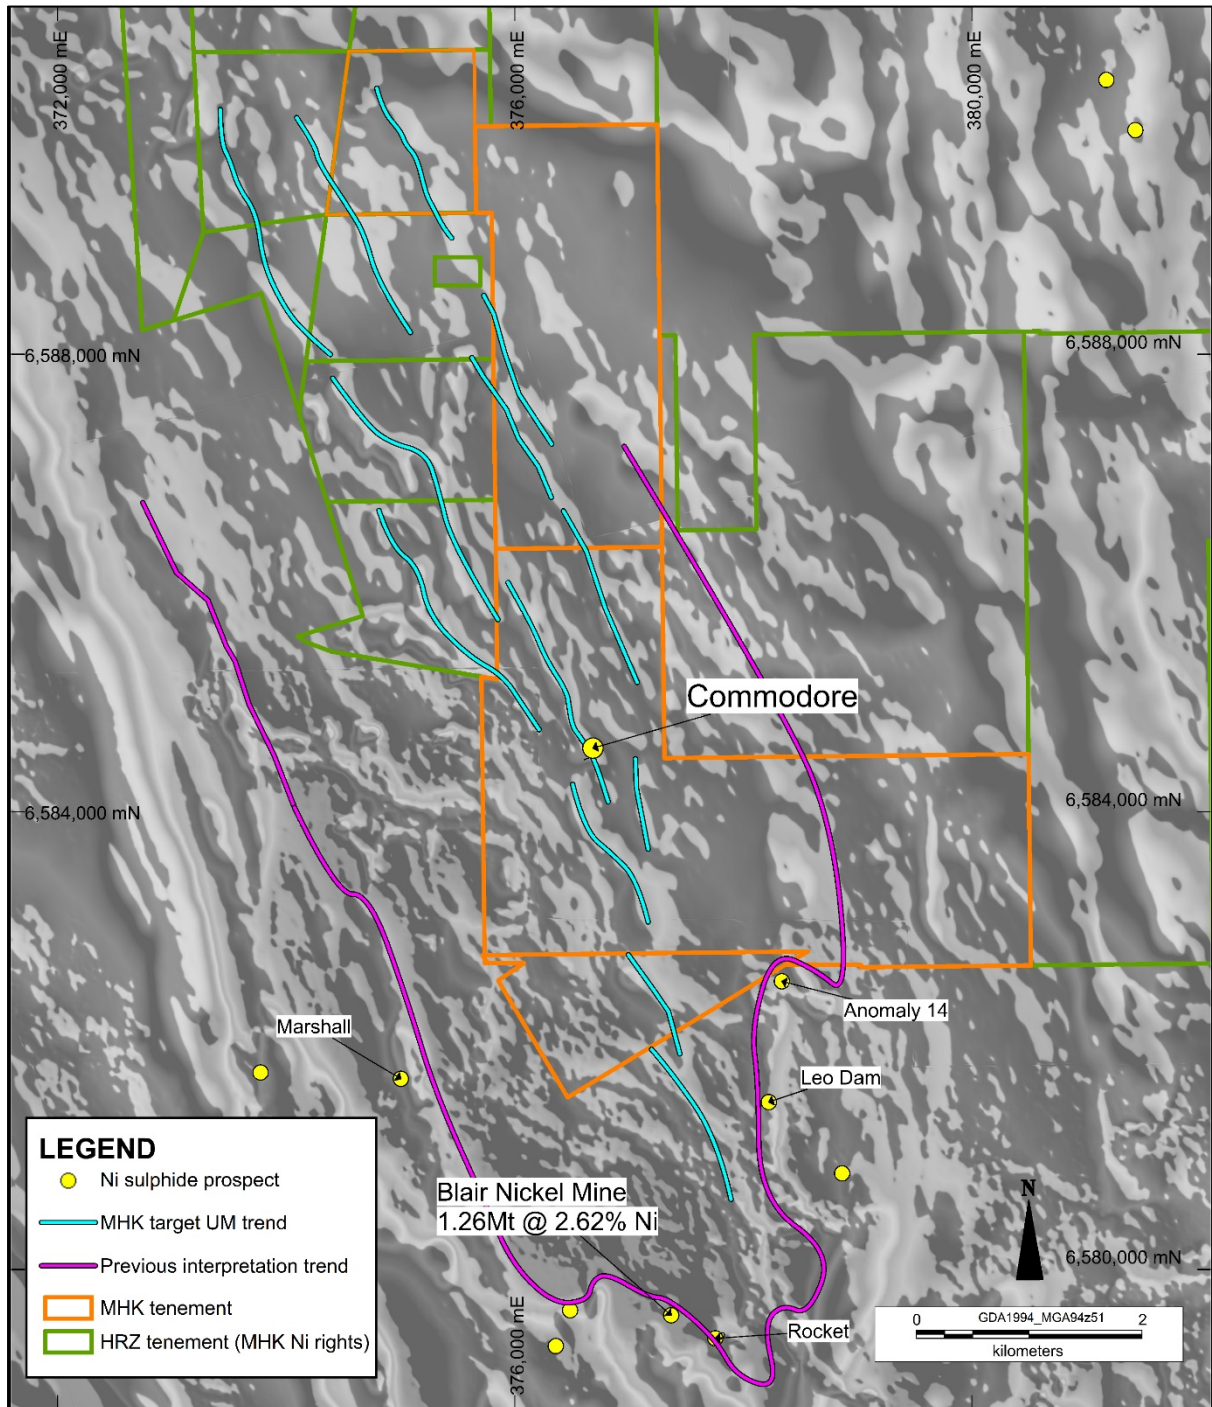 372,000 mE
376,000 mE
380,000 mE
6,588,000 mN
6,588,000 mN
Commodore
6,584,000 mN
6,584,000 mN
Anomaly 14
Marshall
Leo Dam
Blair Nickel Mine
1.26Mt @ 2.62% Ni
N
6,580,000 mN
Rocket
376,000 mE
LEGEND
Ni sulphide prospect
MHK target UM trend
Previous interpretation trend
MHK tenement
HRZ tenement (MHK Ni rights)
0 GDA1994_MGA94z51 2
kilometers